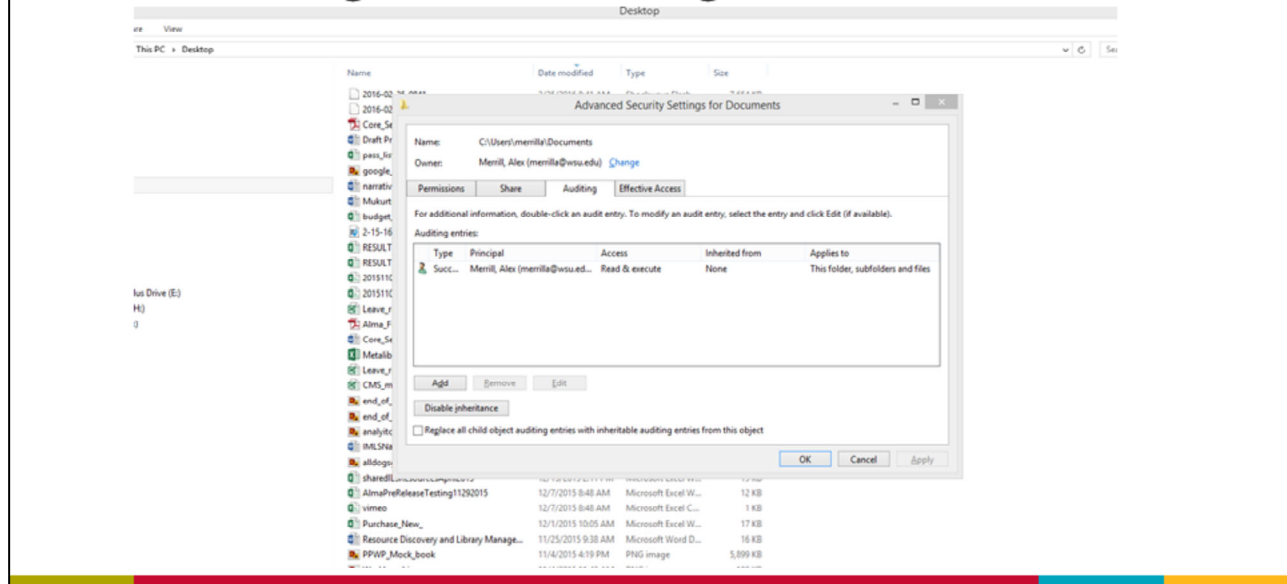 Desktop
View
This PC › Desktop
Name Date modified Type Size
2016-02
2016-02
Core_Se
Draft Pr
pass_lis
google_
narrativ
Mukurt
budget_
2-15-16
RESULT
RESULT
2015110
2015110
Leave_r
Alma_F
Core_Se
Metalib
Leave_r
CMS_m
end_of_
end_of_
analyitc
IMLSNa
alldogs
lus Drive (E:)
H:)
Advanced Security Settings for Documents
Name: C:\Users\merrilla\Documents
Owner: Merrill, Alex (merrilla@wsu.edu) Change
Permissions Share Auditing Effective Access
For additional information, double-click an audit entry. To modify an audit entry, select the entry and click Edit (if available).
Auditing entries:
Type Principal Access Inherited from Applies to
Succ... Merrill, Alex (merrilla@wsu.ed... Read & execute None This folder, subfolders and files
Add Remove Edit
Disable inheritance
Replace all child object auditing entries with inheritable auditing entries from this object
OK Cancel Apply
AlmaPreReleaseTesting11292015 12/7/2015 8:48 AM Microsoft Excel W... 12 KB
vimeo 12/7/2015 8:48 AM Microsoft Excel C... 1 KB
Purchase_New_ 12/1/2015 10:05 AM Microsoft Excel W... 17 KB
Resource Discovery and Library Manage... 11/25/2015 9:38 AM Microsoft Word D... 16 KB
PPWP_Mock_book 11/4/2015 4:19 PM PNG image 5,899 KB